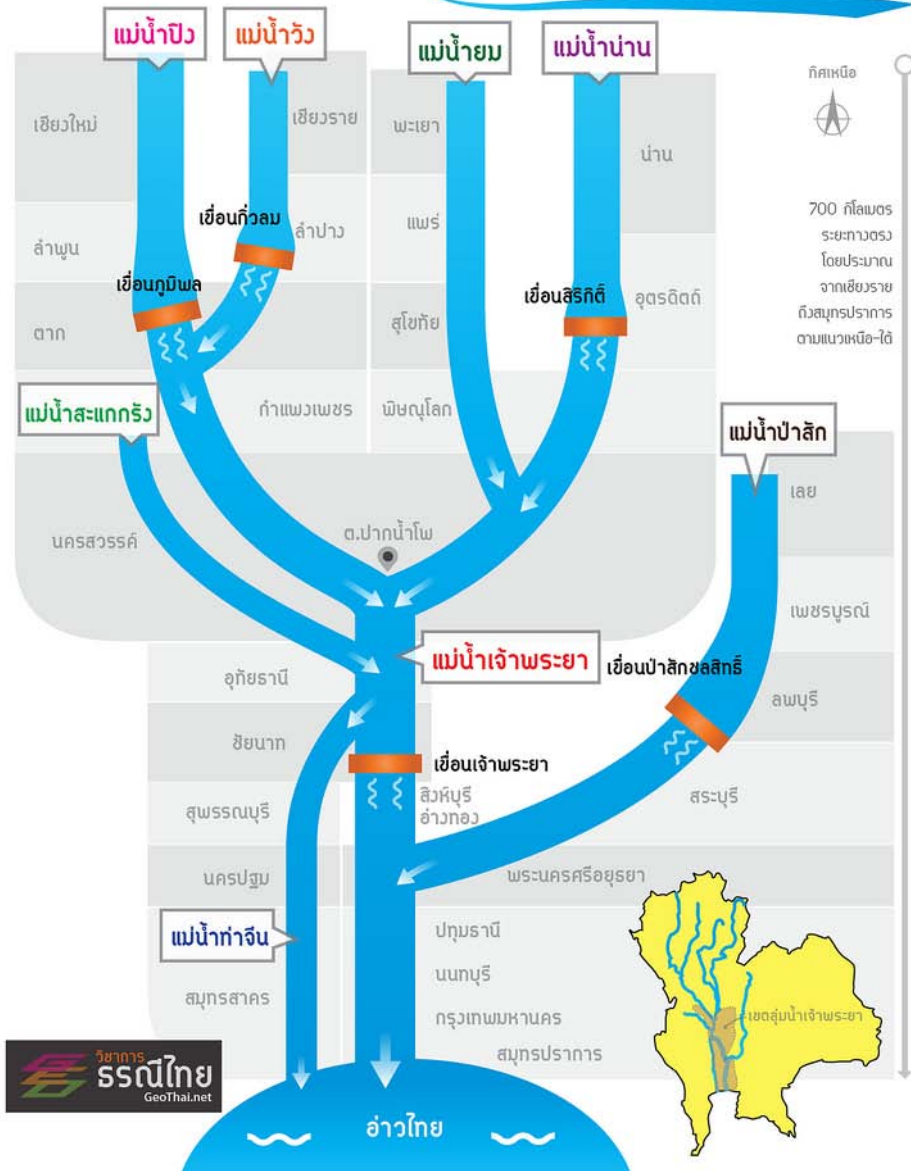 แม่น้ำปิง
แม่น้ำวัง
แม่น้ำยม
แม่น้ำน่าน
ทิศเหนือ
เชียงใหม่
เชียงราย
พะเยา
น่าน
700 กิโลเมตร
ระยะทางตรง
โดยประมาณ
จากเชียงราย
ถึงสมุทรปราการ
ตามแนวเหนือ-ใต้
เขื่อนกิ่วลม
ลำพูน
ลำปาง
แพร่
เขื่อนภูมิพล
เขื่อนสิริกิติ์
อุตรดิตถ์
ตาก
สุโขทัย
แม่น้ำสะแกกรัง
กำแพงเพชร
พิษณุโลก
แม่น้ำป่าสัก
เลย
นครสวรรค์
ต.ปากน้ำโพ
เพชรบูรณ์
แม่น้ำเจ้าพระยา
เขื่อนป่าสักชลสิทธิ์
อุทัยธานี
ลพบุรี
ชัยนาท
เขื่อนเจ้าพระยา
สุพรรณบุรี
สิงห์บุรี
อ่างทอง
สระบุรี
นครปฐม
พระนครศรีอยุธยา
แม่น้ำท่าจีน
ปทุมธานี
นนทบุรี
สมุทรสาคร
กรุงเทพมหานคร
เขตลุ่มน้ำเจ้าพระยา
สมุทรปราการ
วิชาการ
ธรณีไทย
GeoThai.net
อ่าวไทย